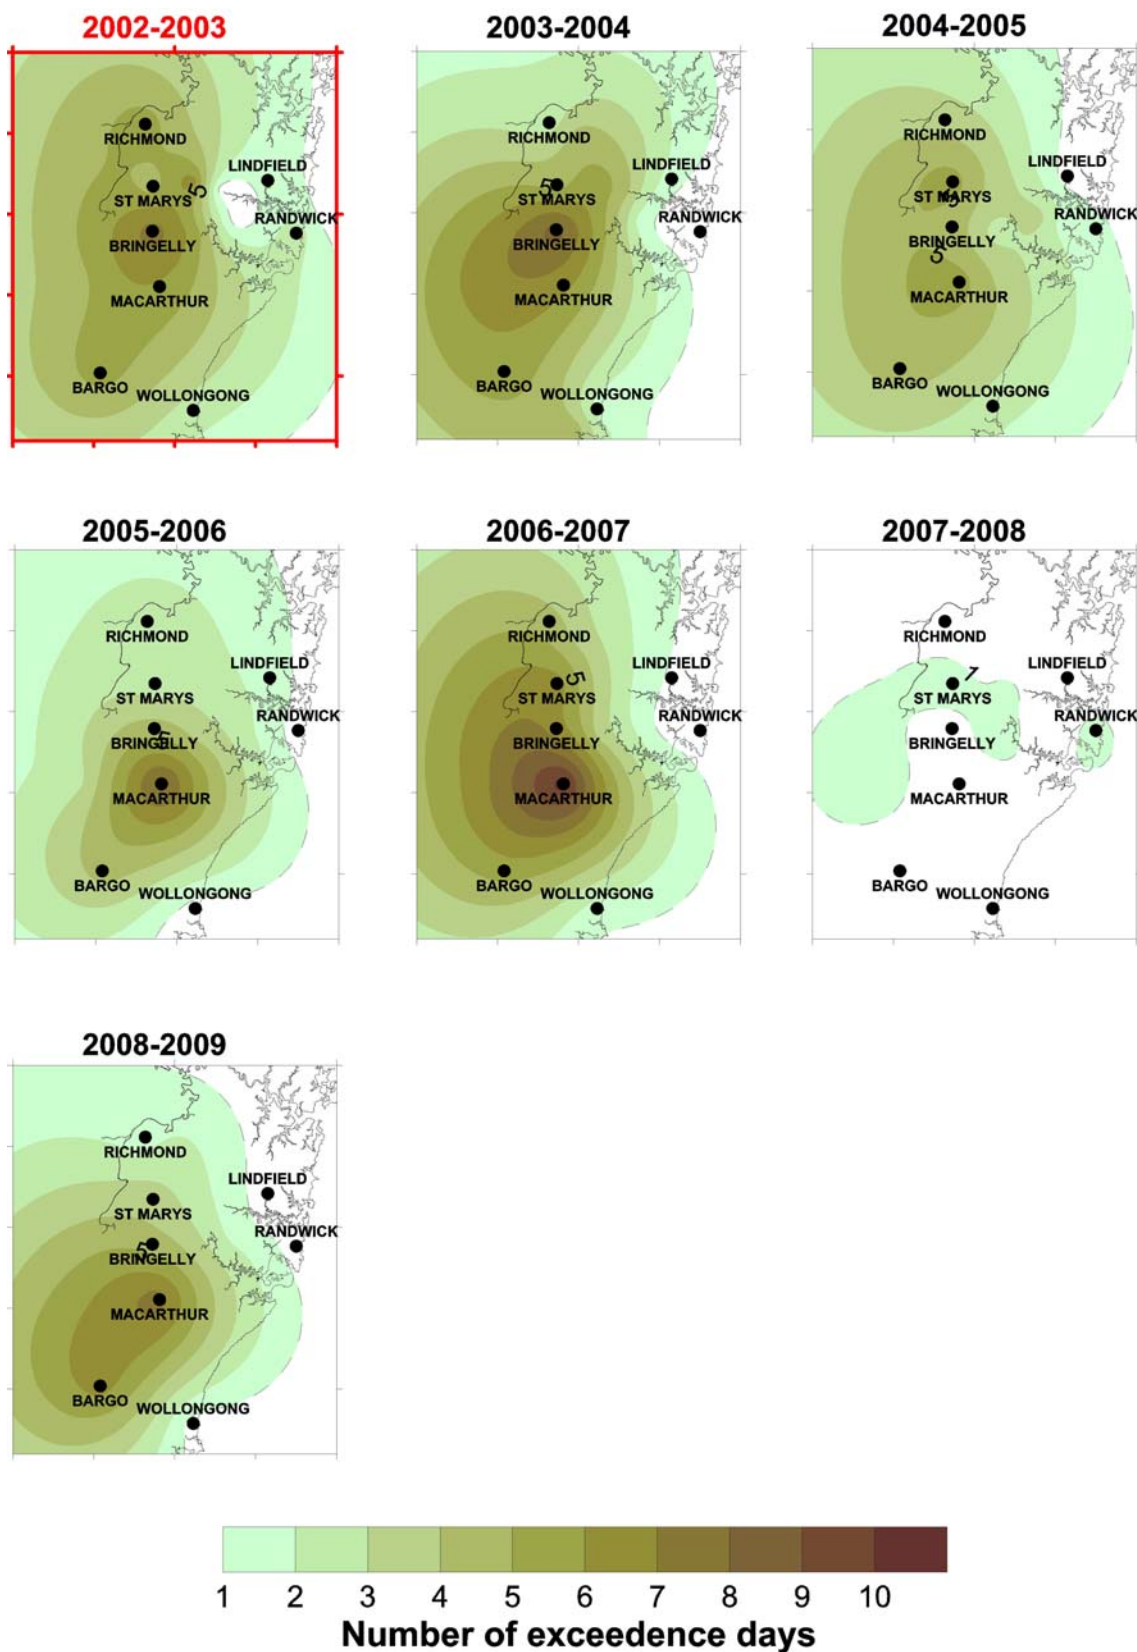 2002-2003
RICHMOND
LINDFIELD
5
ST MARYS
RANDWICK
BRINGELLY
MACARTHUR
BARGO
WOLLONGONG
2003-2004
RICHMOND
LINDFIELD
5
ST MARYS
RANDWICK
BRINGELLY
MACARTHUR
BARGO
WOLLONGONG
2004-2005
RICHMOND
LINDFIELD
ST MARYS
5
RANDWICK
BRINGELLY
5
MACARTHUR
BARGO
WOLLONGONG
2005-2006
RICHMOND
LINDFIELD
ST MARYS
RANDWICK
BRINGELLY
5
MACARTHUR
BARGO
WOLLONGONG
2006-2007
RICHMOND
LINDFIELD
5
ST MARYS
RANDWICK
BRINGELLY
MACARTHUR
BARGO
WOLLONGONG
2007-2008
RICHMOND
LINDFIELD
1
ST MARYS
RANDWICK
BRINGELLY
MACARTHUR
BARGO
WOLLONGONG
2008-2009
RICHMOND
LINDFIELD
ST MARYS
RANDWICK
5
BRINGELLY
MACARTHUR
BARGO
WOLLONGONG
1 2 3 4 5 6 7 8 9 10
Number of exceedence days